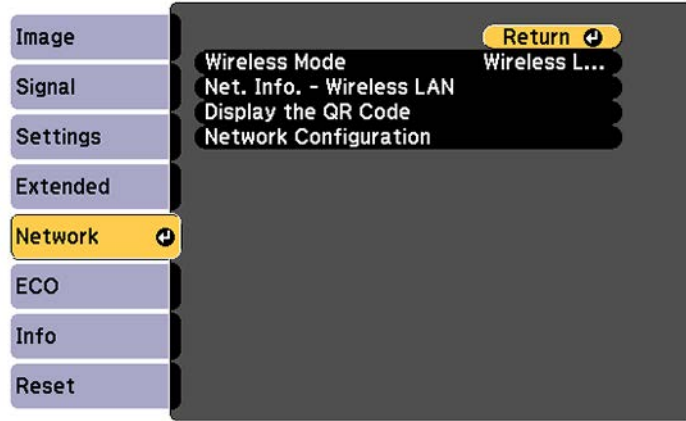 Image
Signal
Settings
Extended
Network
ECO
Info
Reset
Return
Wireless Mode Wireless L...
Net. Info. - Wireless LAN
Display the QR Code
Network Configuration